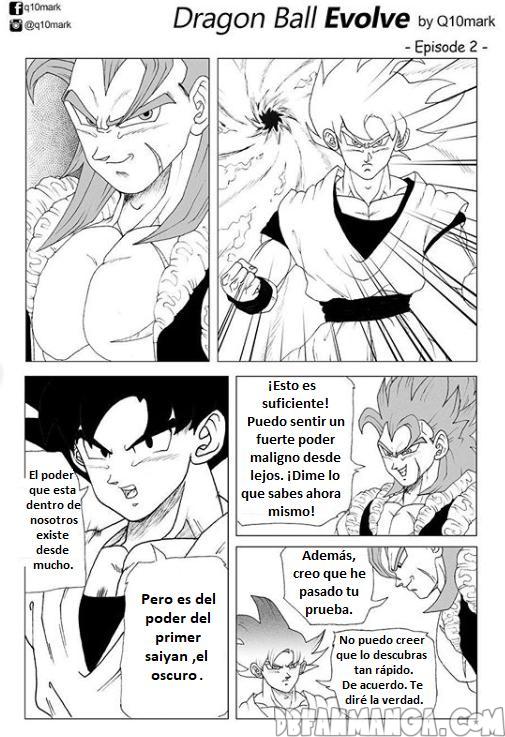 q10mark
@q10mark
Dragon Ball Evolve by Q10mark
- Episode 2 -
¡Esto es
suficiente!
Puedo sentir un
fuerte poder
maligno desde
lejos. ¡Dime lo
que sabes ahora
mismo!
El poder
que esta
dentro de
nosotros
existe
desde
mucho.
Pero es del
poder del
primer
saiyan ,el
oscuro .
Además,
creo que he
pasado tu
prueba.
No puedo creer
que lo descubras
tan rápido.
De acuerdo. Te
diré la verdad.
DBFANMANGA.COM